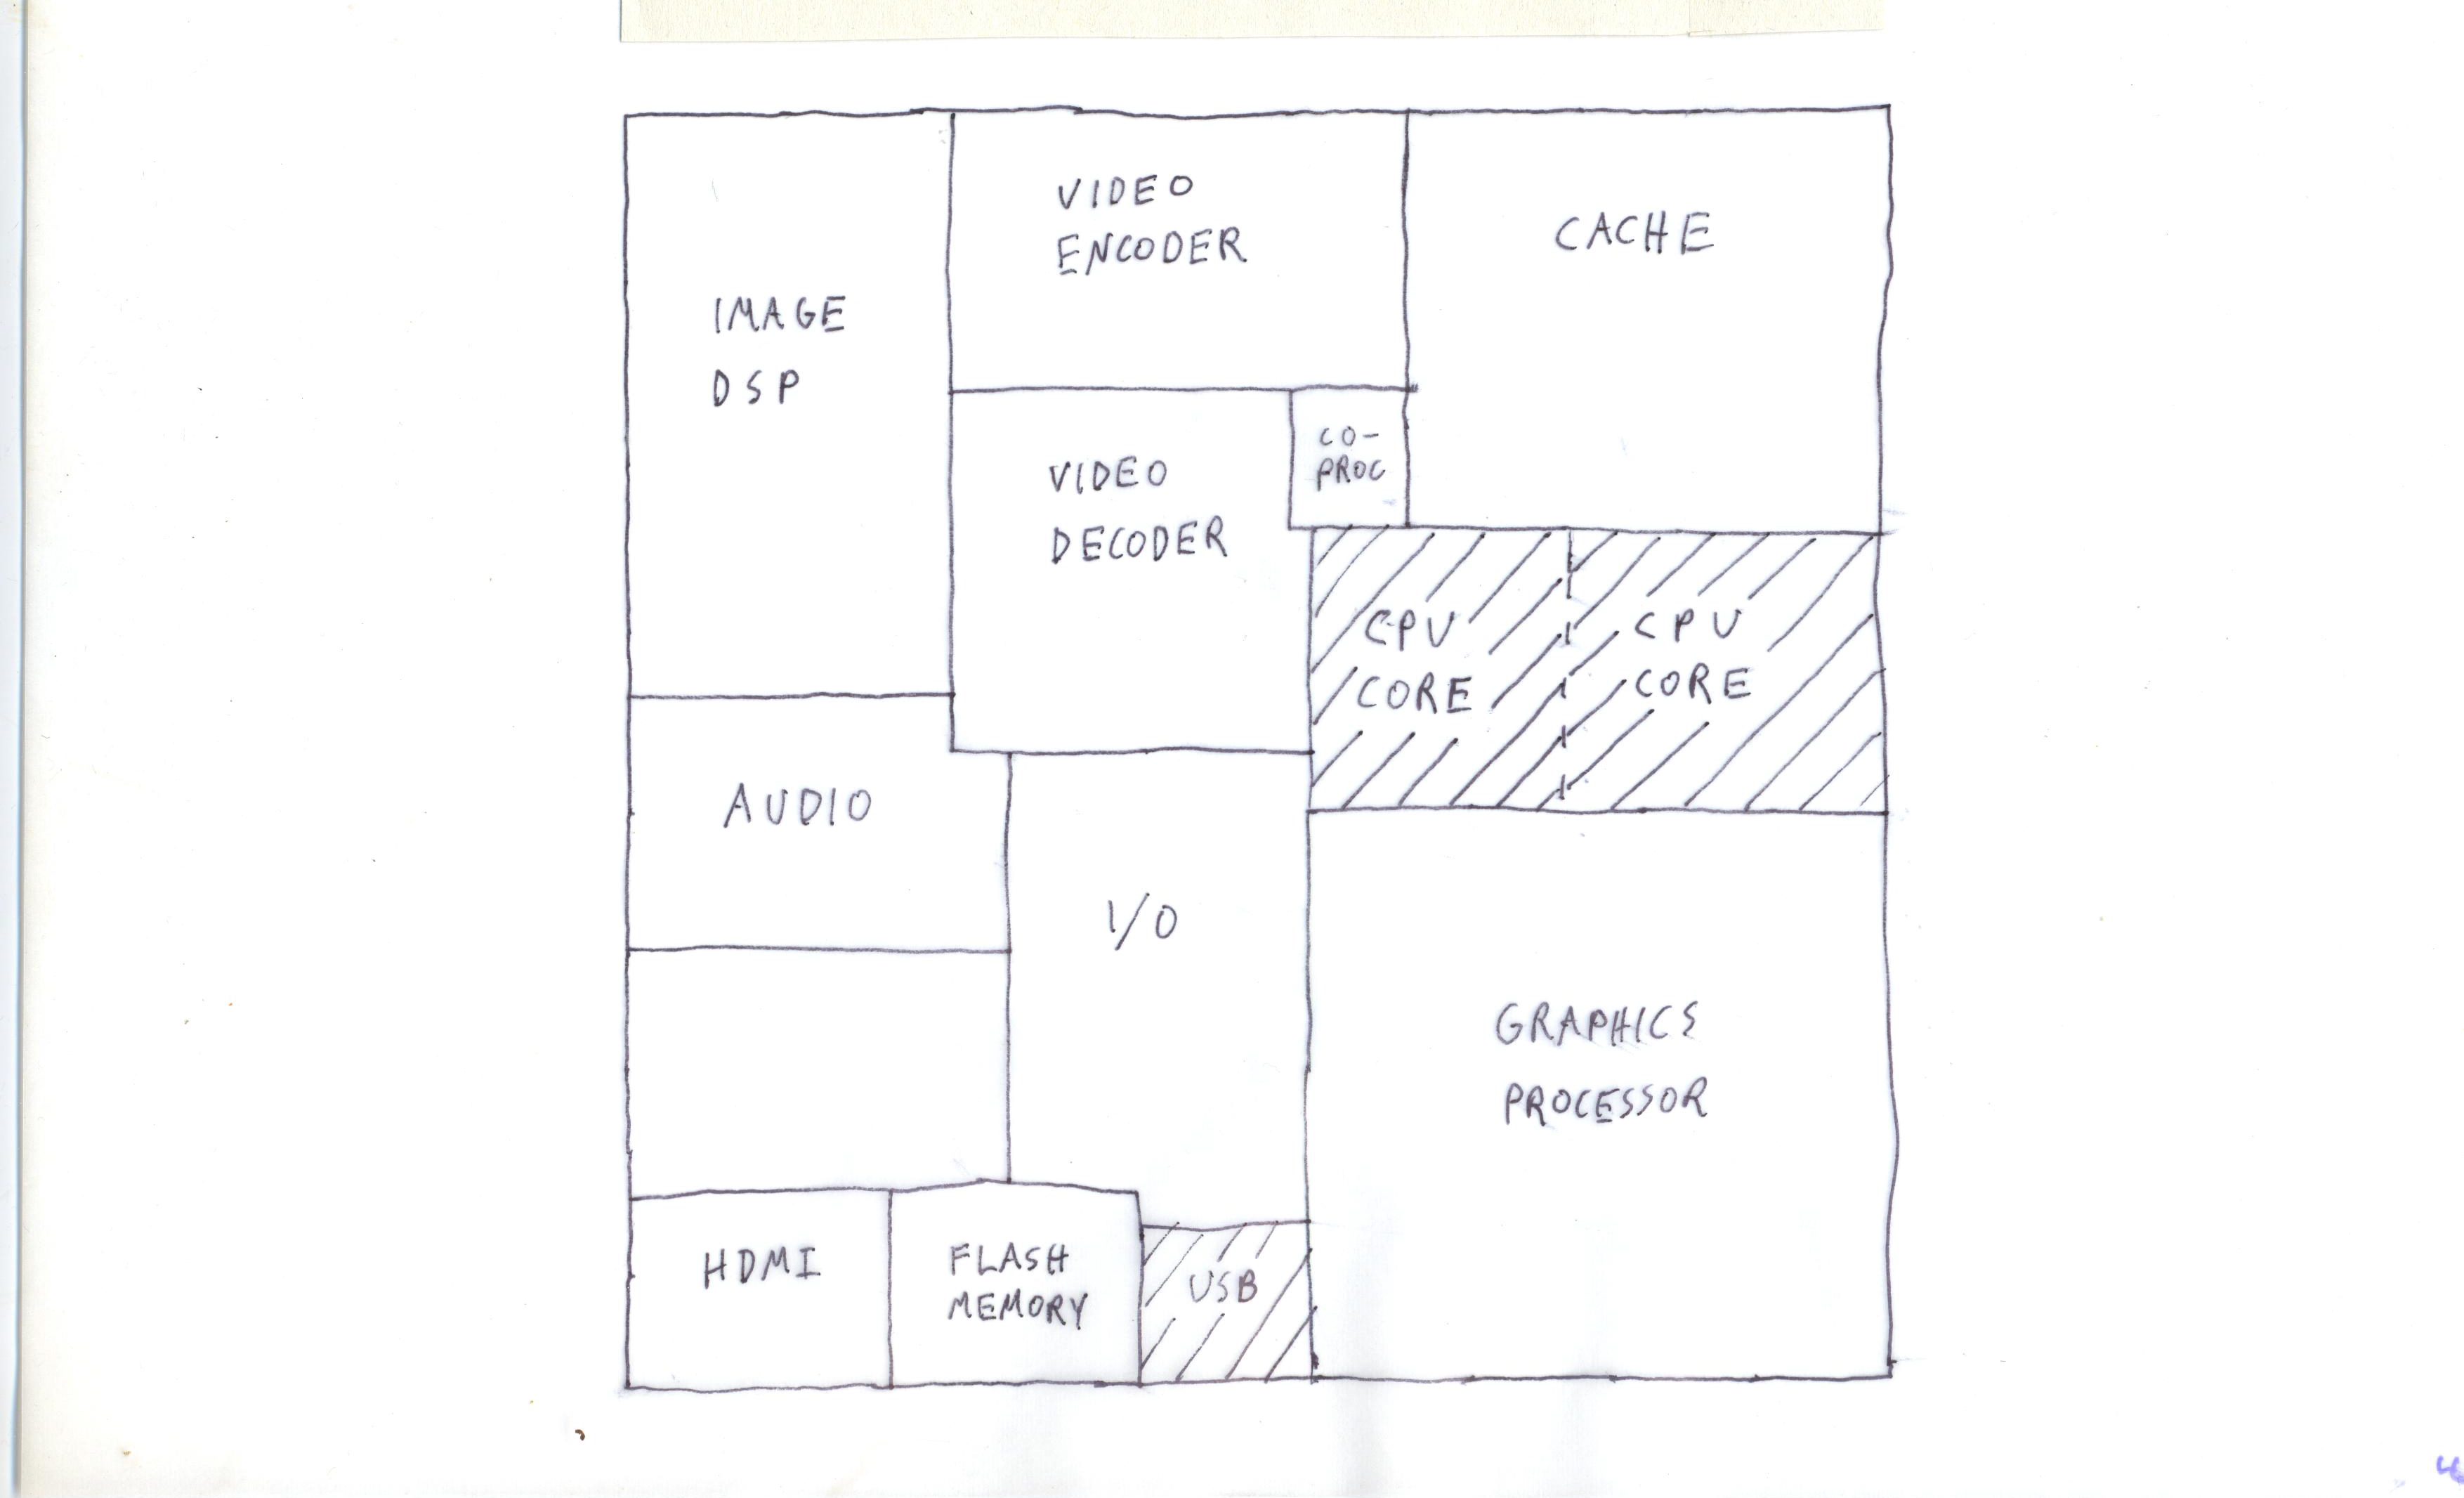 VIDEO
ENCODER
CACHE
IMAGE
DSP
VIDEO
DECODER
CO-
PROC
CPU
CORE
CPU
CORE
AUDIO
I/O
GRAPHICS
PROCESSOR
HDMI
FLASH
MEMORY
USB